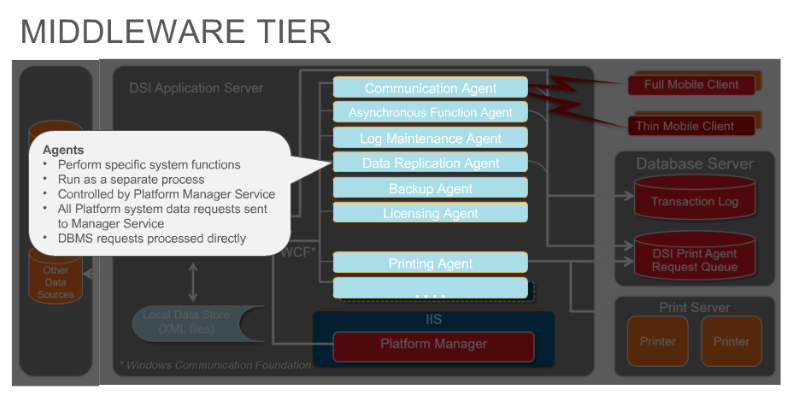 MIDDLEWARE TIER
DSI Application Server
Communication Agent
Asynchronous Function Agent
Log Maintenance Agent
Data Replication Agent
Backup Agent
Licensing Agent
Printing Agent
....
Agents
• Perform specific system functions
• Run as a separate process
• Controlled by Platform Manager Service
• All Platform system data requests sent
to Manager Service
• DBMS requests processed directly
WCF*
Other
Data
Sources
Local Data Store
(XML files)
IIS
Platform Manager
* Windows Communication Foundation
Full Mobile Client
Thin Mobile Client
Database Server
Transaction Log
DSI Print Agent
Request Queue
Print Server
Printer
Printer